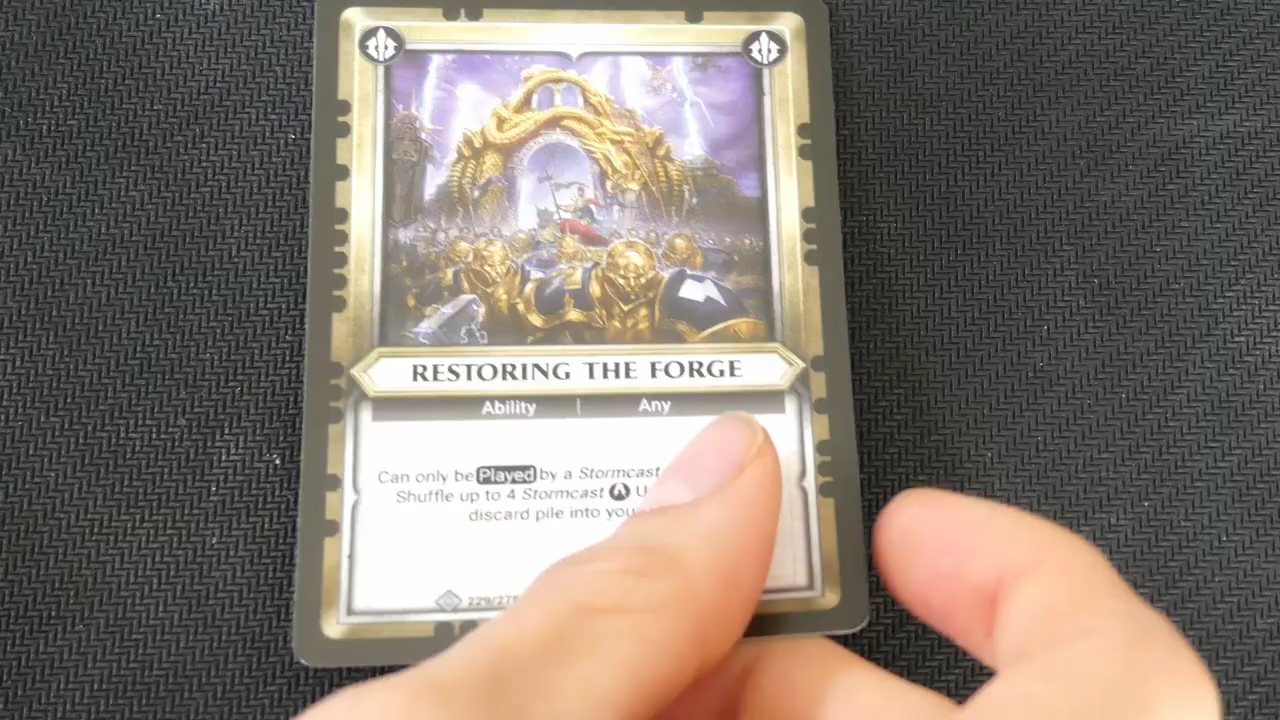 RESTORING THE FORGE
Ability | Any
Can only be Played by a Stormcast
Shuffle up to 4 Stormcast
discard pile into you